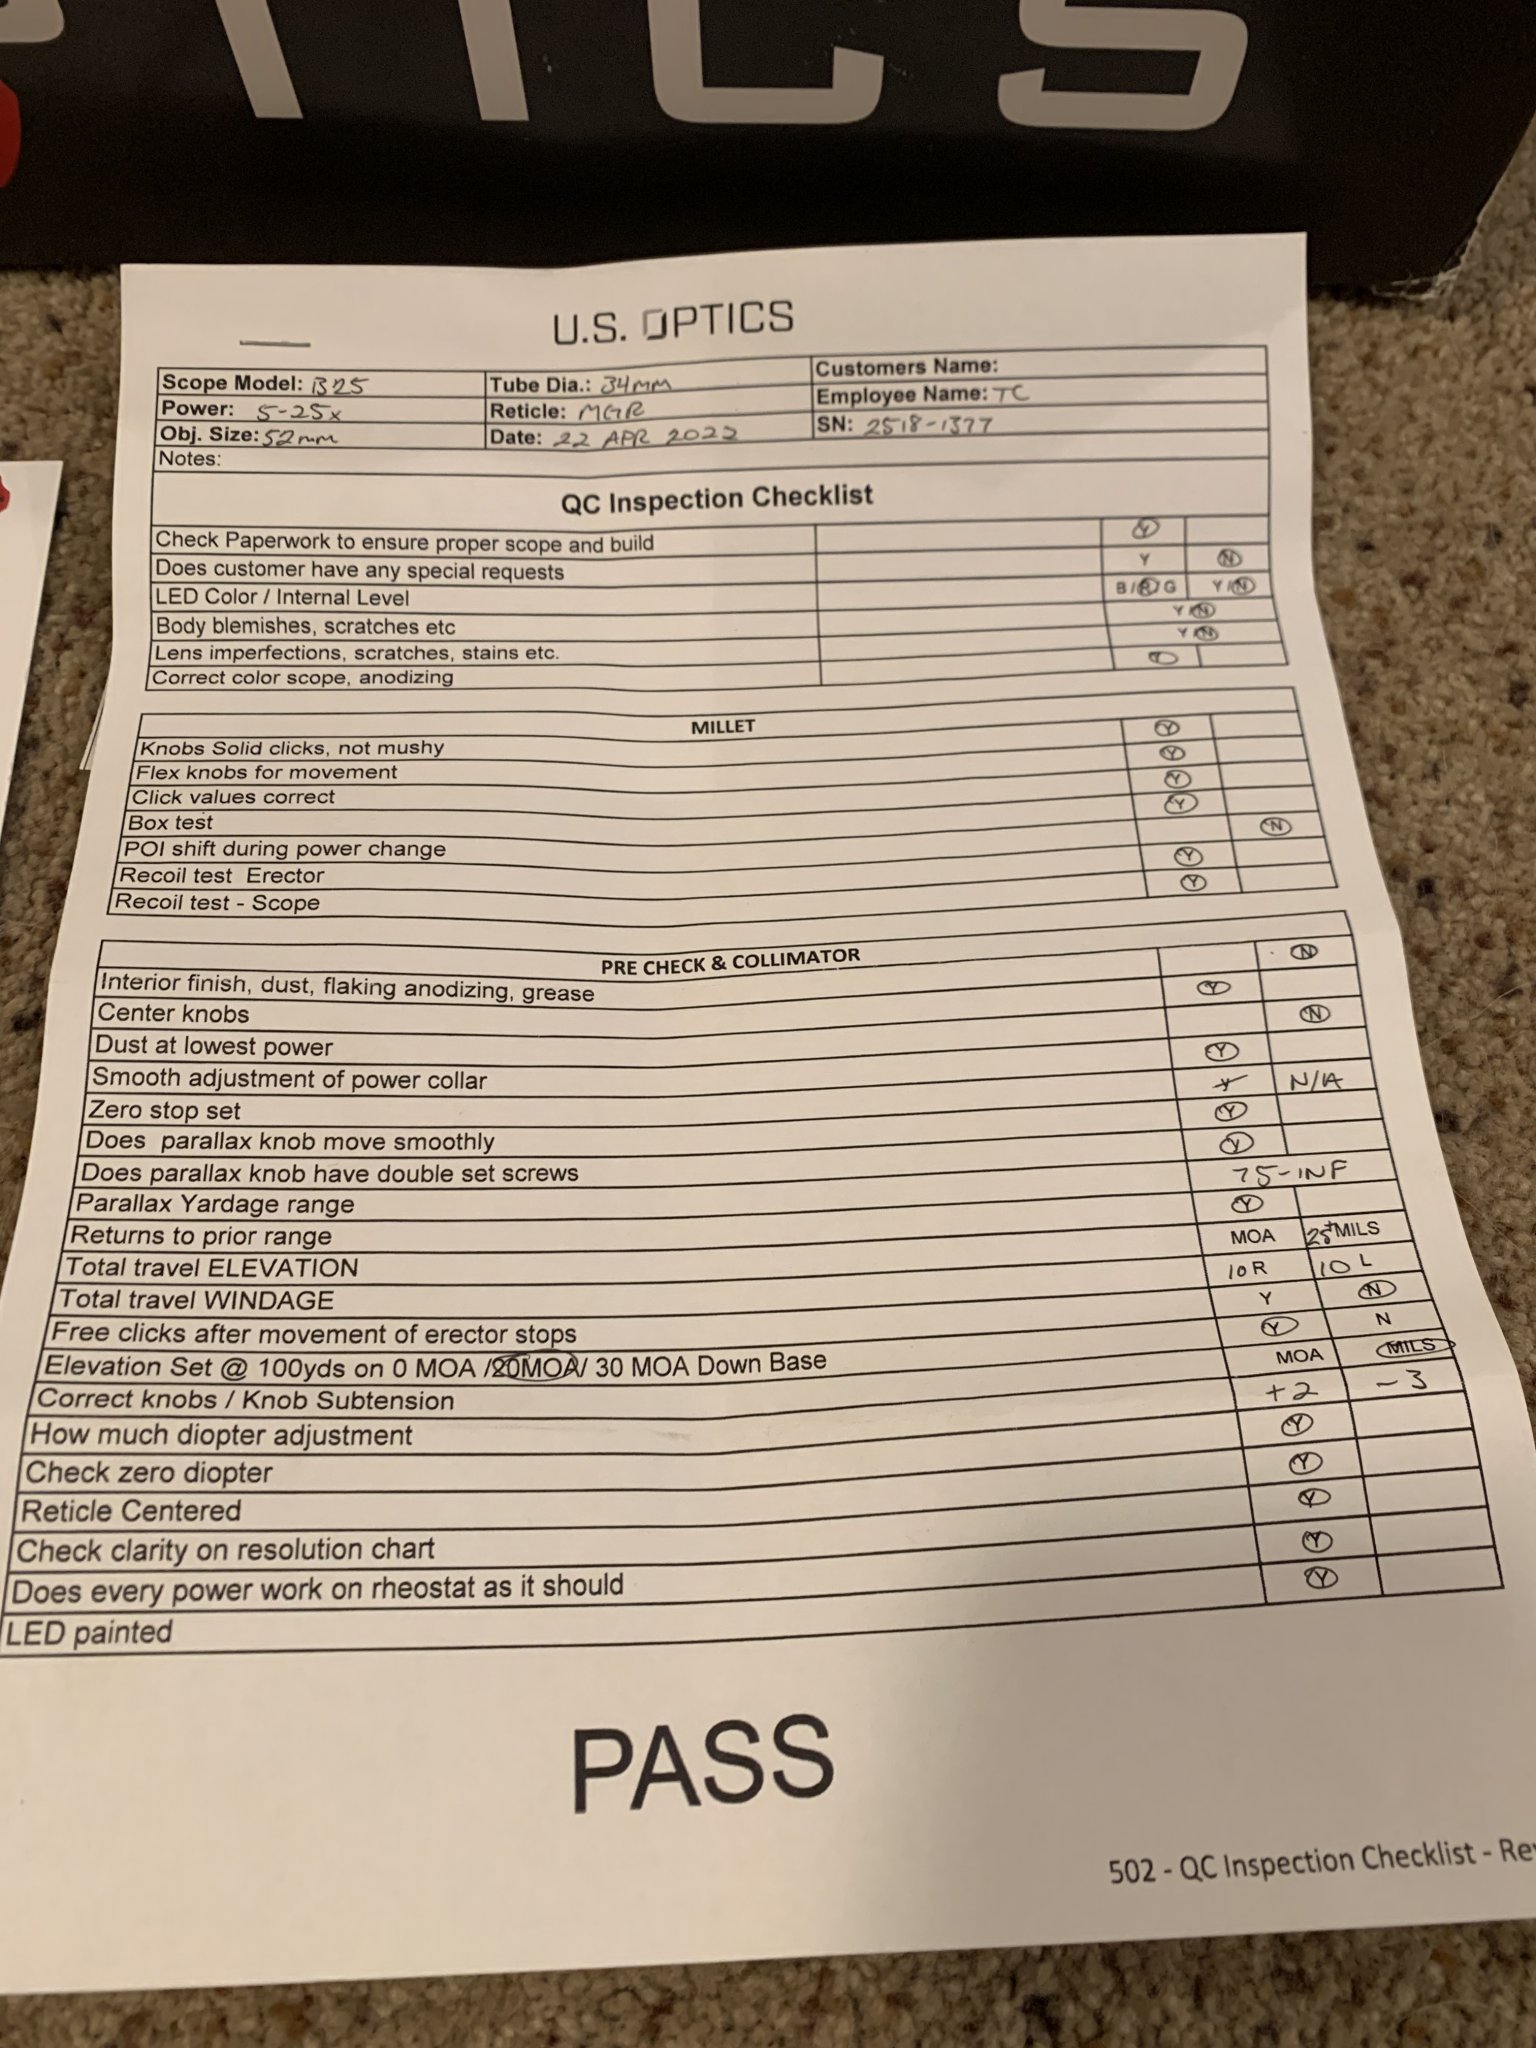 TICS
U.S. OPTICS
Scope Model: B25 Tube Dia.: 34mm Customers Name:
Power: 5-25x Reticle: MGR Employee Name: TC
Obj. Size: 52mm Date: 22 APR 2022 SN: 2518-1377
Notes:
QC Inspection Checklist
Check Paperwork to ensure proper scope and build Y
Does customer have any special requests Y N
LED Color / Internal Level B/R/G Y/N
Body blemishes, scratches etc Y/N
Lens imperfections, scratches, stains etc. Y/N
Correct color scope, anodizing
MILLET
Knobs Solid clicks, not mushy Y
Flex knobs for movement Y
Click values correct Y
Box test Y
POI shift during power change N
Recoil test Erector Y
Recoil test - Scope Y
PRE CHECK & COLLIMATOR
Interior finish, dust, flaking anodizing, grease N
Center knobs Y
Dust at lowest power N
Smooth adjustment of power collar Y
Zero stop set Y N/A
Does parallax knob move smoothly Y
Does parallax knob have double set screws Y
Parallax Yardage range 75-INF
Returns to prior range Y
Total travel ELEVATION MOA 25+ MILS
Total travel WINDAGE 10 R 10 L
Free clicks after movement of erector stops Y N
Elevation Set @ 100yds on 0 MOA /20MOA/ 30 MOA Down Base Y N
Correct knobs / Knob Subtension MOA MILS
How much diopter adjustment +2 -3
Check zero diopter Y
Reticle Centered Y
Check clarity on resolution chart Y
Does every power work on rheostat as it should Y
LED painted Y
PASS
502 - QC Inspection Checklist -